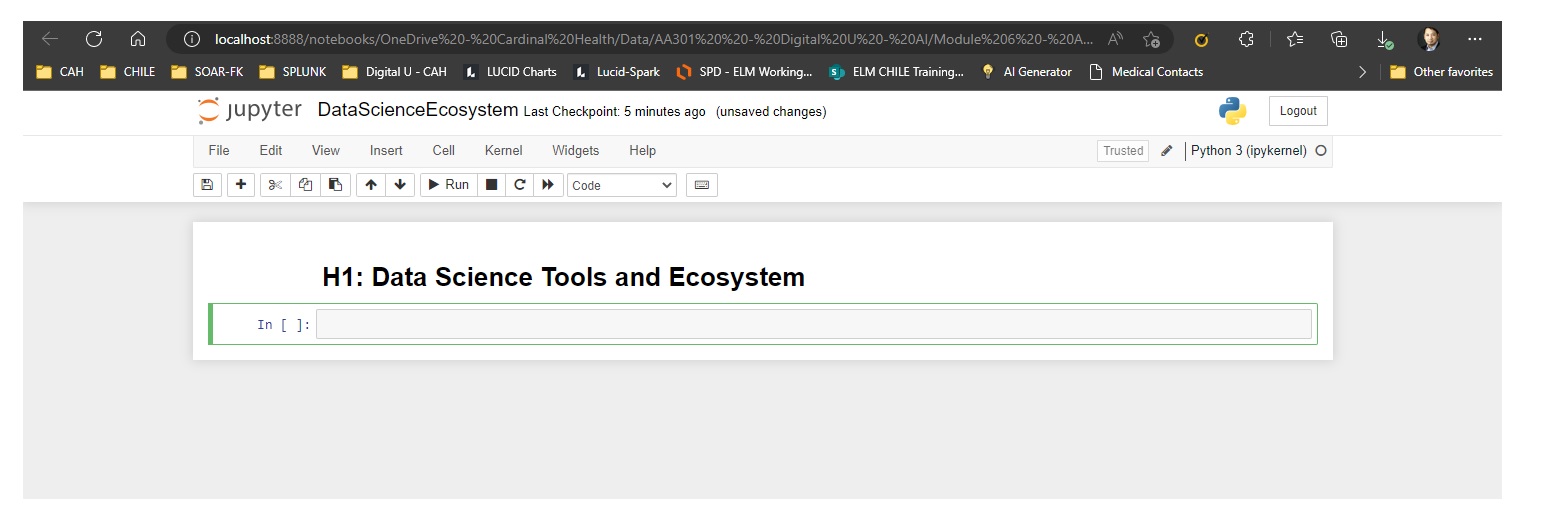 localhost:8888/notebooks/OneDrive%20-%20Cardinal%20Health/Data/AA301%20%20-%20Digital%20U%20-%20AI/Module%206%20-%20A...
CAH CHILE SOAR-FK SPLUNK Digital U - CAH LUCID Charts Lucid-Spark SPD - ELM Working... ELM CHILE Training... AI Generator Medical Contacts Other favorites
jupyter DataScienceEcosystem Last Checkpoint: 5 minutes ago (unsaved changes) Logout
File Edit View Insert Cell Kernel Widgets Help Trusted Python 3 (ipykernel)
Run Code
H1: Data Science Tools and Ecosystem
In [ ]: